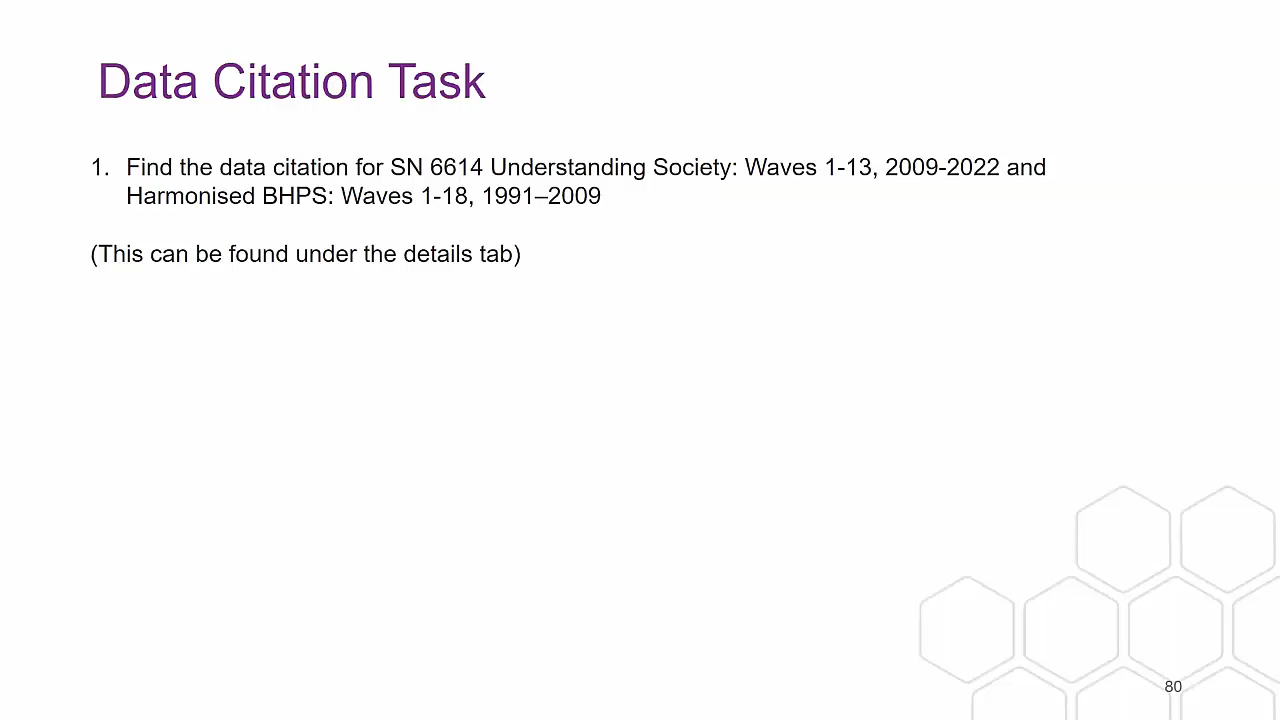 Data Citation Task
1. Find the data citation for SN 6614 Understanding Society: Waves 1-13, 2009-2022 and
Harmonised BHPS: Waves 1-18, 1991–2009
(This can be found under the details tab)
80